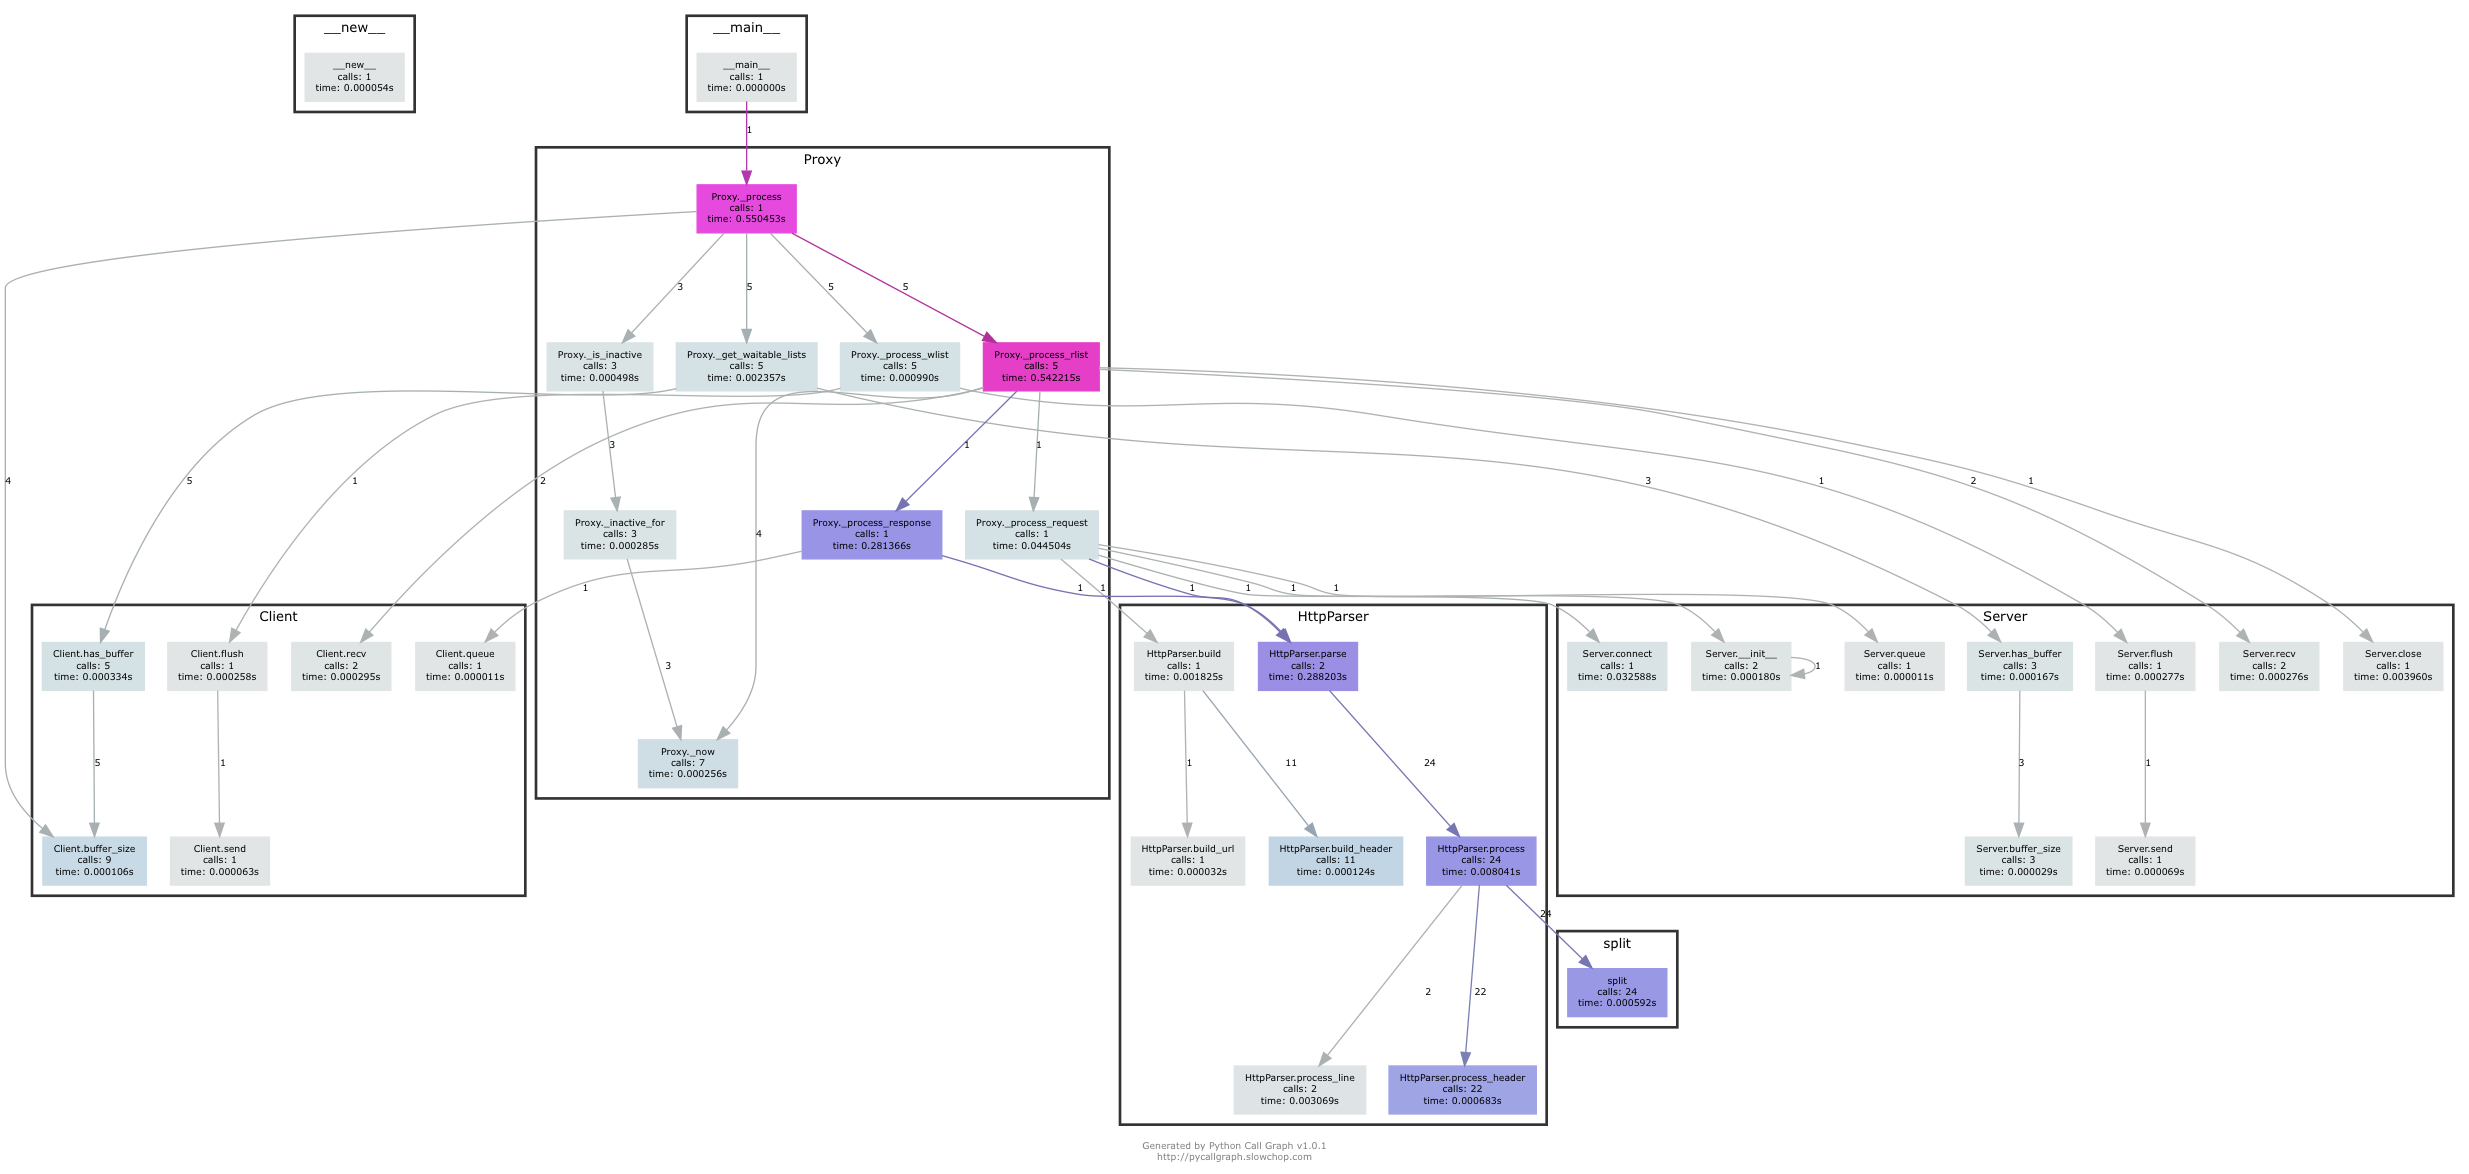 __new__
__new__
calls: 1
time: 0.000054s
__main__
__main__
calls: 1
time: 0.000000s
1
Proxy
Proxy._process
calls: 1
time: 0.550453s
3
5
5
5
Proxy._is_inactive
calls: 3
time: 0.000498s
Proxy._get_waitable_lists
calls: 5
time: 0.002357s
Proxy._process_wlist
calls: 5
time: 0.000990s
Proxy._process_rlist
calls: 5
time: 0.542215s
3
1
1
4
5
1
2
3
1
2
1
4
Proxy._inactive_for
calls: 3
time: 0.000285s
Proxy._process_response
calls: 1
time: 0.281366s
Proxy._process_request
calls: 1
time: 0.044504s
1
1
1
1
1
1
1
Client
Client.has_buffer
calls: 5
time: 0.000334s
Client.flush
calls: 1
time: 0.000258s
Client.recv
calls: 2
time: 0.000295s
Client.queue
calls: 1
time: 0.000011s
3
Proxy._now
calls: 7
time: 0.000256s
5
1
Client.buffer_size
calls: 9
time: 0.000106s
Client.send
calls: 1
time: 0.000063s
HttpParser
HttpParser.build
calls: 1
time: 0.001825s
HttpParser.parse
calls: 2
time: 0.288203s
1
11
24
HttpParser.build_url
calls: 1
time: 0.000032s
HttpParser.build_header
calls: 11
time: 0.000124s
HttpParser.process
calls: 24
time: 0.008041s
24
2
22
HttpParser.process_line
calls: 2
time: 0.003069s
HttpParser.process_header
calls: 22
time: 0.000683s
Server
Server.connect
calls: 1
time: 0.032588s
Server.__init__
calls: 2
time: 0.000180s
1
Server.queue
calls: 1
time: 0.000011s
Server.has_buffer
calls: 3
time: 0.000167s
Server.flush
calls: 1
time: 0.000277s
Server.recv
calls: 2
time: 0.000276s
Server.close
calls: 1
time: 0.003960s
3
1
Server.buffer_size
calls: 3
time: 0.000029s
Server.send
calls: 1
time: 0.000069s
split
split
calls: 24
time: 0.000592s
Generated by Python Call Graph v1.0.1
http://pycallgraph.slowchop.com